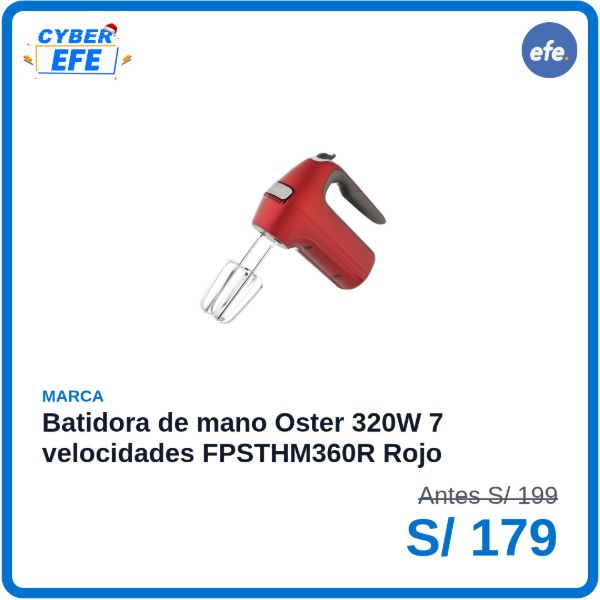 CYBER
EFE
efe.
MARCA
Batidora de mano Oster 320W 7
velocidades FPSTHM360R Rojo
Antes S/ 199
S/ 179